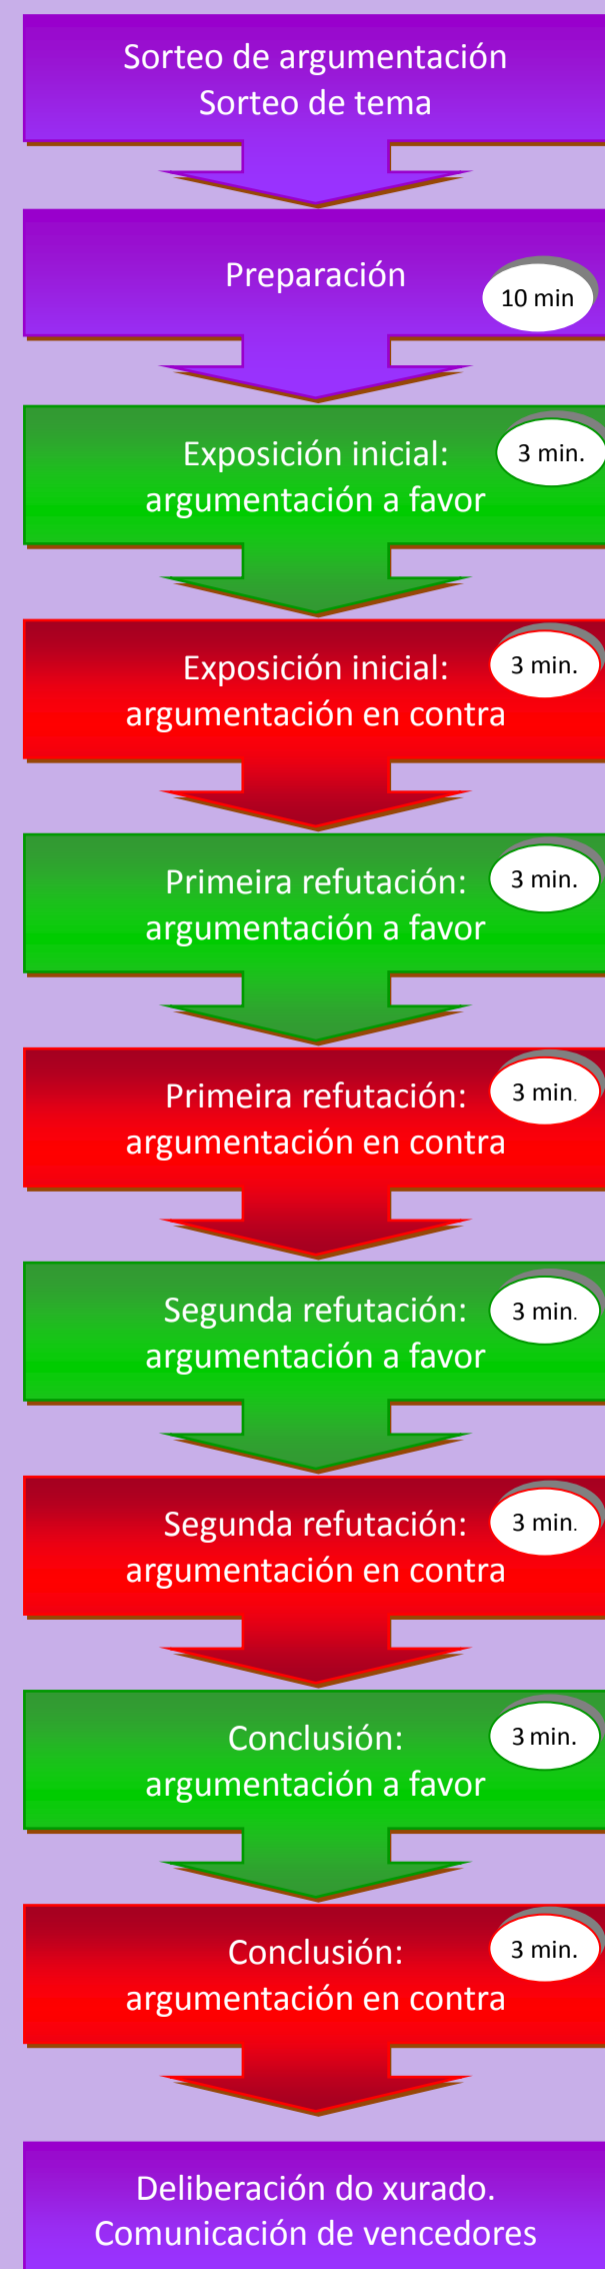 Sorteo de argumentación
Sorteo de tema
Preparación
10 min
Exposición inicial:
argumentación a favor
3 min.
Exposición inicial:
argumentación en contra
3 min.
Primeira refutación:
argumentación a favor
3 min.
Primeira refutación:
argumentación en contra
3 min.
Segunda refutación:
argumentación a favor
3 min.
Segunda refutación:
argumentación en contra
3 min.
Conclusión:
argumentación a favor
3 min.
Conclusión:
argumentación en contra
3 min.
Deliberación do xurado.
Comunicación de vencedores